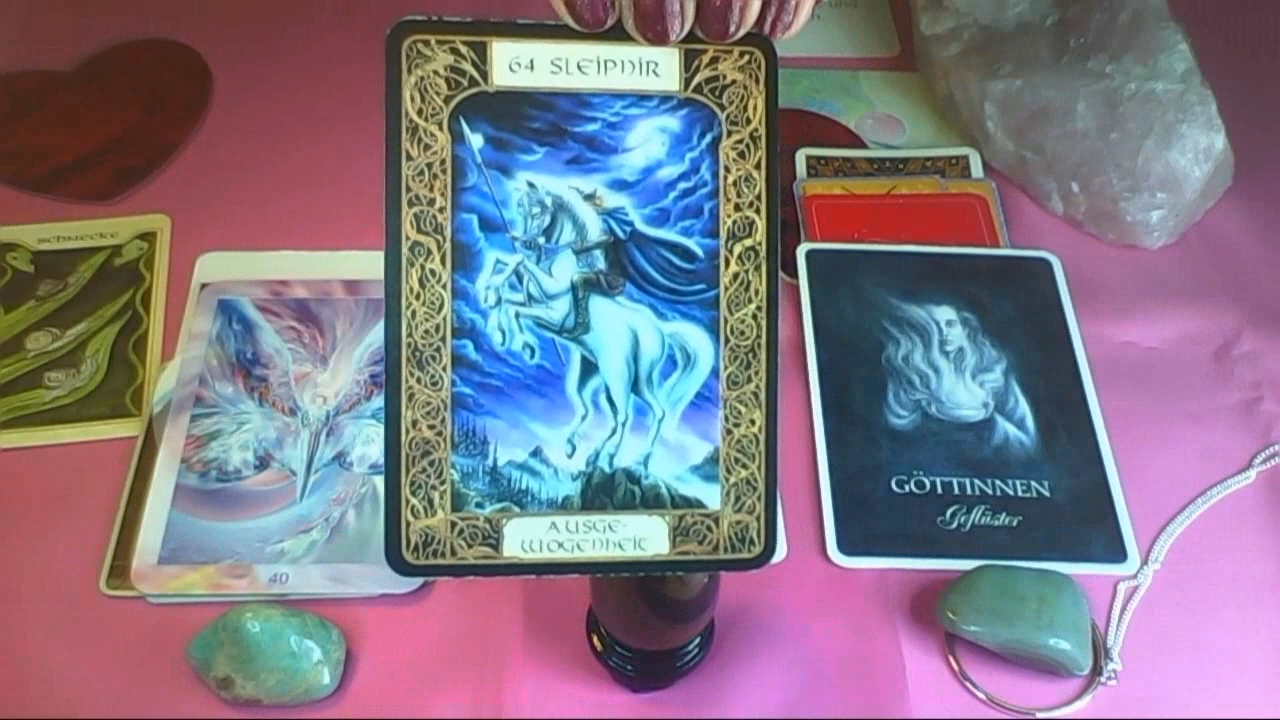 64 SLEIPNIR
AUSGE-
WOGENHEIT
SCHNECKE
40
GÖTTINNEN
Geflüster